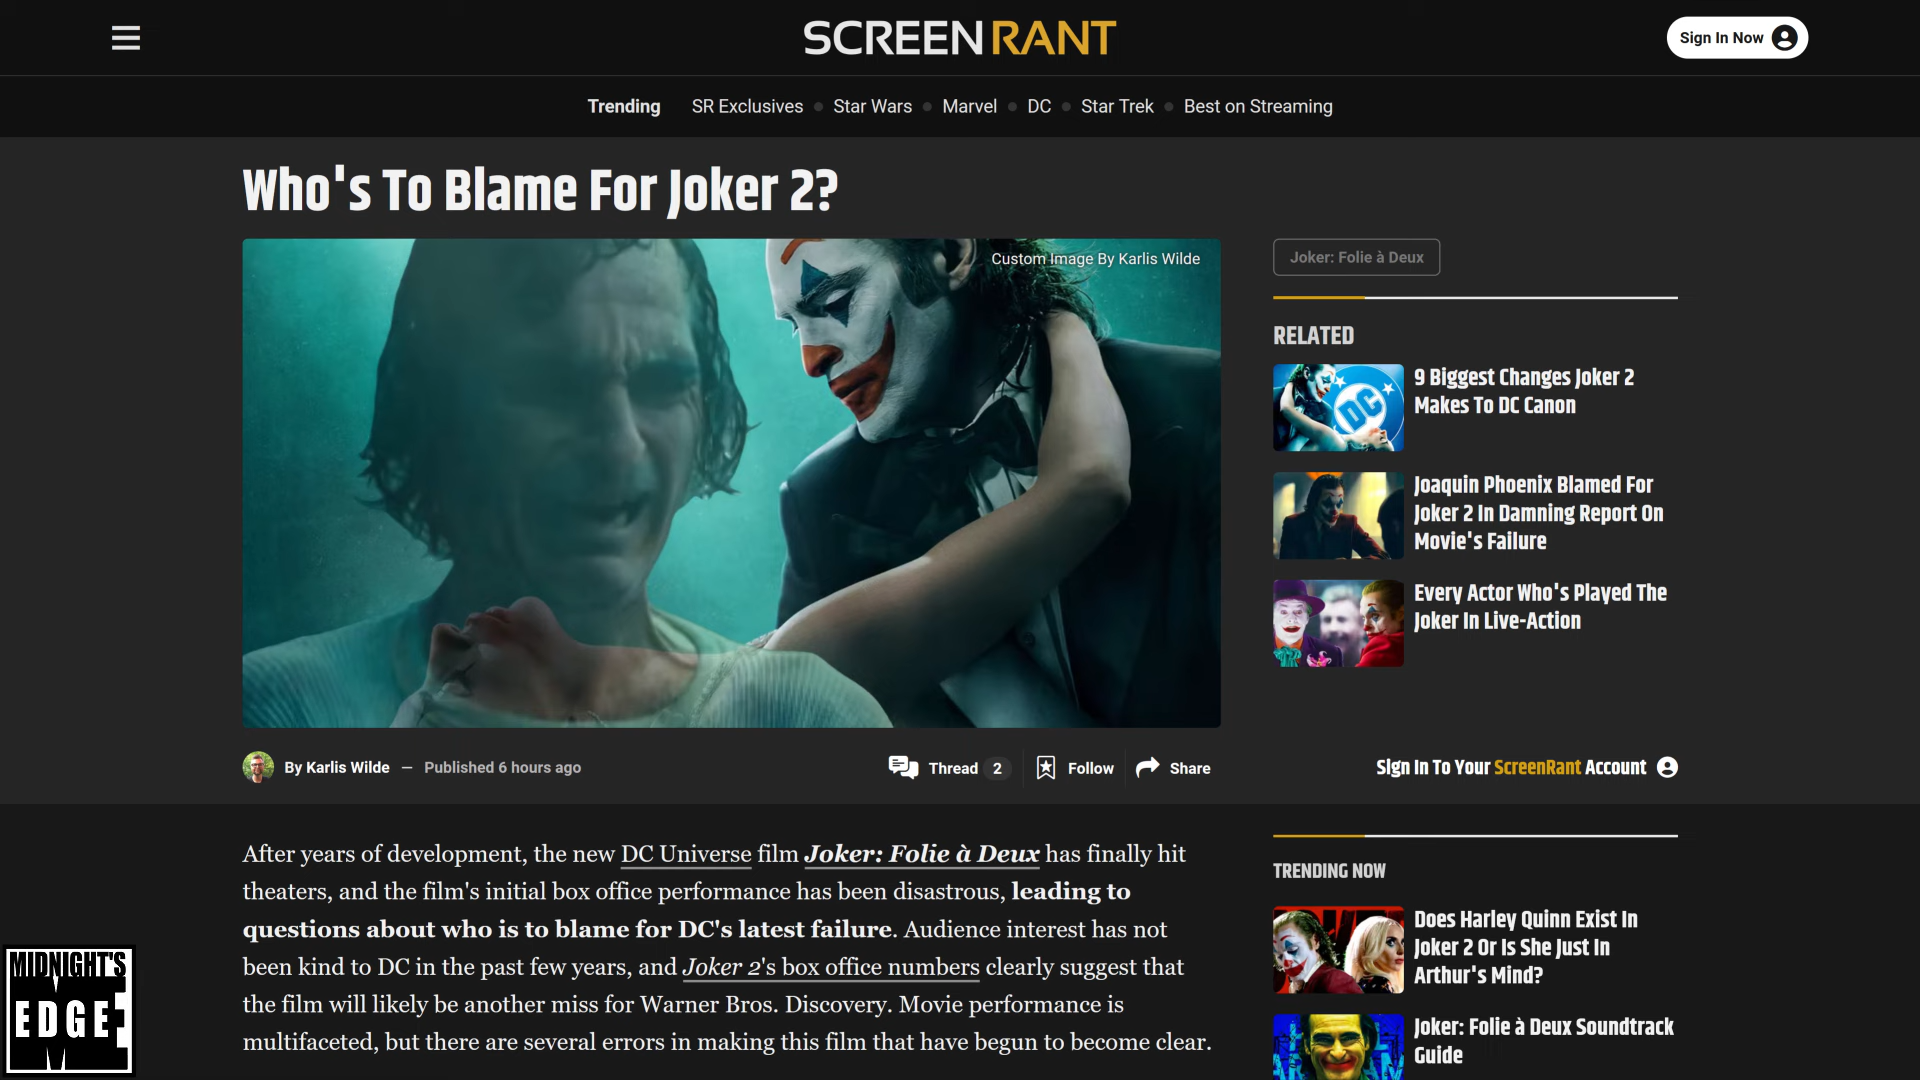 SCREENRANT
Sign In Now
Trending SR Exclusives Star Wars Marvel DC Star Trek Best on Streaming
Who's To Blame For Joker 2?
Custom Image By Karlis Wilde
By Karlis Wilde — Published 6 hours ago
Thread 2 Follow Share
After years of development, the new DC Universe film Joker: Folie à Deux has finally hit
theaters, and the film's initial box office performance has been disastrous, leading to
questions about who is to blame for DC's latest failure. Audience interest has not
been kind to DC in the past few years, and Joker 2's box office numbers clearly suggest that
the film will likely be another miss for Warner Bros. Discovery. Movie performance is
multifaceted, but there are several errors in making this film that have begun to become clear.
Joker: Folie à Deux
RELATED
DC
9 Biggest Changes Joker 2
Makes To DC Canon
Joaquin Phoenix Blamed For
Joker 2 In Damning Report On
Movie's Failure
Every Actor Who's Played The
Joker In Live-Action
Sign In To Your ScreenRant Account
TRENDING NOW
Does Harley Quinn Exist In
Joker 2 Or Is She Just In
Arthur's Mind?
Joker: Folie à Deux Soundtrack
Guide
MIDNIGHT'S
EDGE